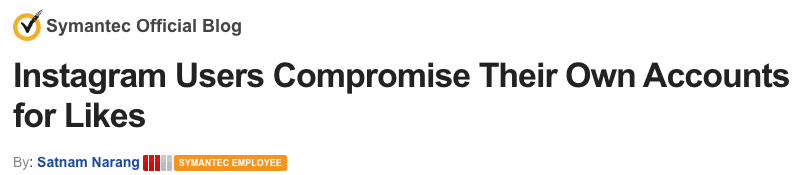 Symantec Official Blog
Instagram Users Compromise Their Own Accounts
for Likes
By: Satnam Narang SYMANTEC EMPLOYEE